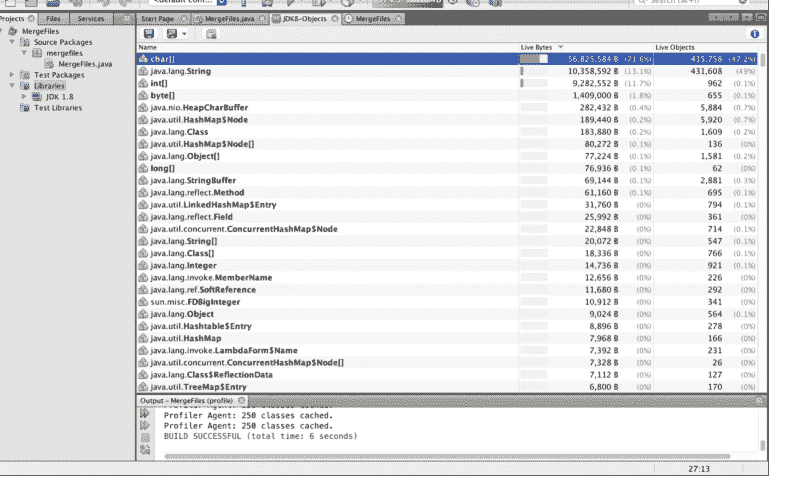 <default com...
Search (⌘+I)
Projects Files Services
Start Page MergeFiles.java JDK8-Objects MergeFiles
MergeFiles
Source Packages
mergefiles
MergeFiles.java
Test Packages
Libraries
JDK 1.8
Test Libraries
Name Live Bytes Live Objects
char[] 56,825,584 B (71.6%) 415,758 (47.2%)
java.lang.String 10,358,592 B (13.1%) 431,608 (49%)
int[] 9,282,552 B (11.7%) 962 (0.1%)
byte[] 1,409,000 B (1.8%) 655 (0.1%)
java.nio.HeapCharBuffer 282,432 B (0.4%) 5,884 (0.7%)
java.util.HashMap$Node 189,440 B (0.2%) 5,920 (0.7%)
java.lang.Class 183,880 B (0.2%) 1,609 (0.2%)
java.util.HashMap$Node[] 80,272 B (0.1%) 136 (0%)
java.lang.Object[] 77,224 B (0.1%) 1,581 (0.2%)
long[] 76,936 B (0.1%) 62 (0%)
java.lang.StringBuffer 69,144 B (0.1%) 2,881 (0.3%)
java.lang.reflect.Method 61,160 B (0.1%) 695 (0.1%)
java.util.LinkedHashMap$Entry 31,760 B (0%) 794 (0.1%)
java.lang.reflect.Field 25,992 B (0%) 361 (0%)
java.util.concurrent.ConcurrentHashMap$Node 22,848 B (0%) 714 (0.1%)
java.lang.String[] 20,072 B (0%) 547 (0.1%)
java.lang.Class[] 18,336 B (0%) 766 (0.1%)
java.lang.Integer 14,736 B (0%) 921 (0.1%)
java.lang.invoke.MemberName 12,656 B (0%) 226 (0%)
java.lang.ref.SoftReference 11,680 B (0%) 292 (0%)
sun.misc.FDBigInteger 10,912 B (0%) 341 (0%)
java.lang.Object 9,024 B (0%) 564 (0.1%)
java.util.Hashtable$Entry 8,896 B (0%) 278 (0%)
java.util.HashMap 7,968 B (0%) 166 (0%)
java.lang.invoke.LambdaForm$Name 7,392 B (0%) 231 (0%)
java.util.concurrent.ConcurrentHashMap$Node[] 7,328 B (0%) 26 (0%)
java.lang.Class$ReflectionData 7,112 B (0%) 127 (0%)
java.util.TreeMap$Entry 6,800 B (0%) 170 (0%)
Output - MergeFiles (profile)
Profiler Agent: 250 classes cached.
Profiler Agent: 250 classes cached.
BUILD SUCCESSFUL (total time: 6 seconds)
27:13